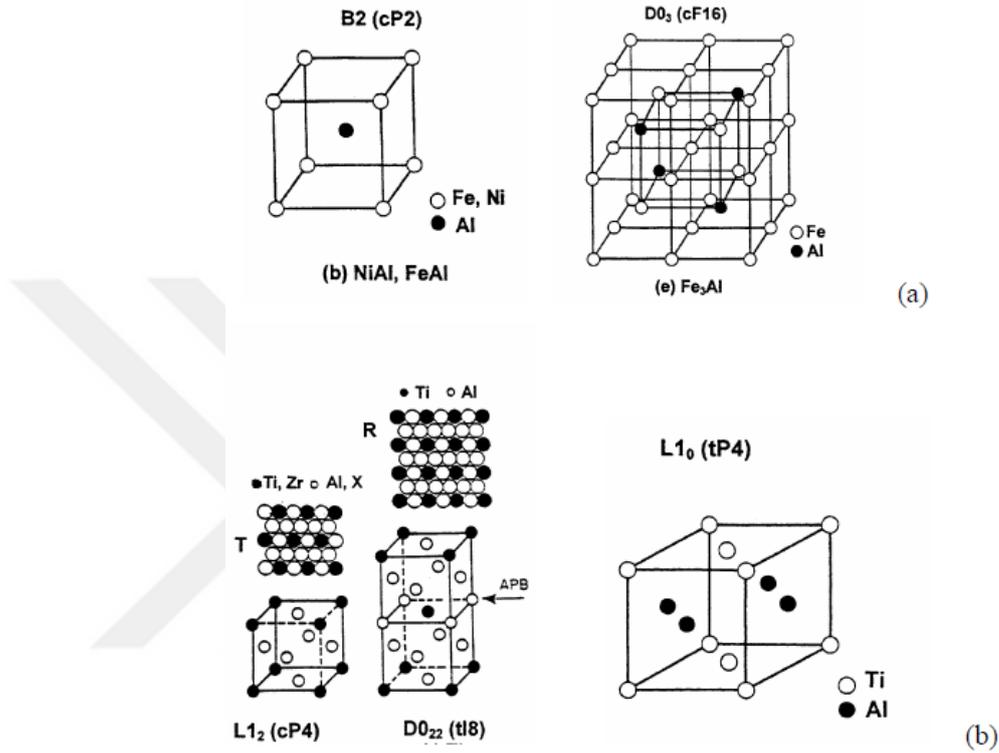 B2 (cP2)
Fe, Ni
Al
(b) NiAl, FeAl
D0₃ (cF16)
Fe
Al
(e) Fe₃Al
(a)
Ti Al
R
Ti, Zr Al, X
T
APB
L1₂ (cP4)
D0₂₂ (tI8)
L1₀ (tP4)
Ti
Al
(b)